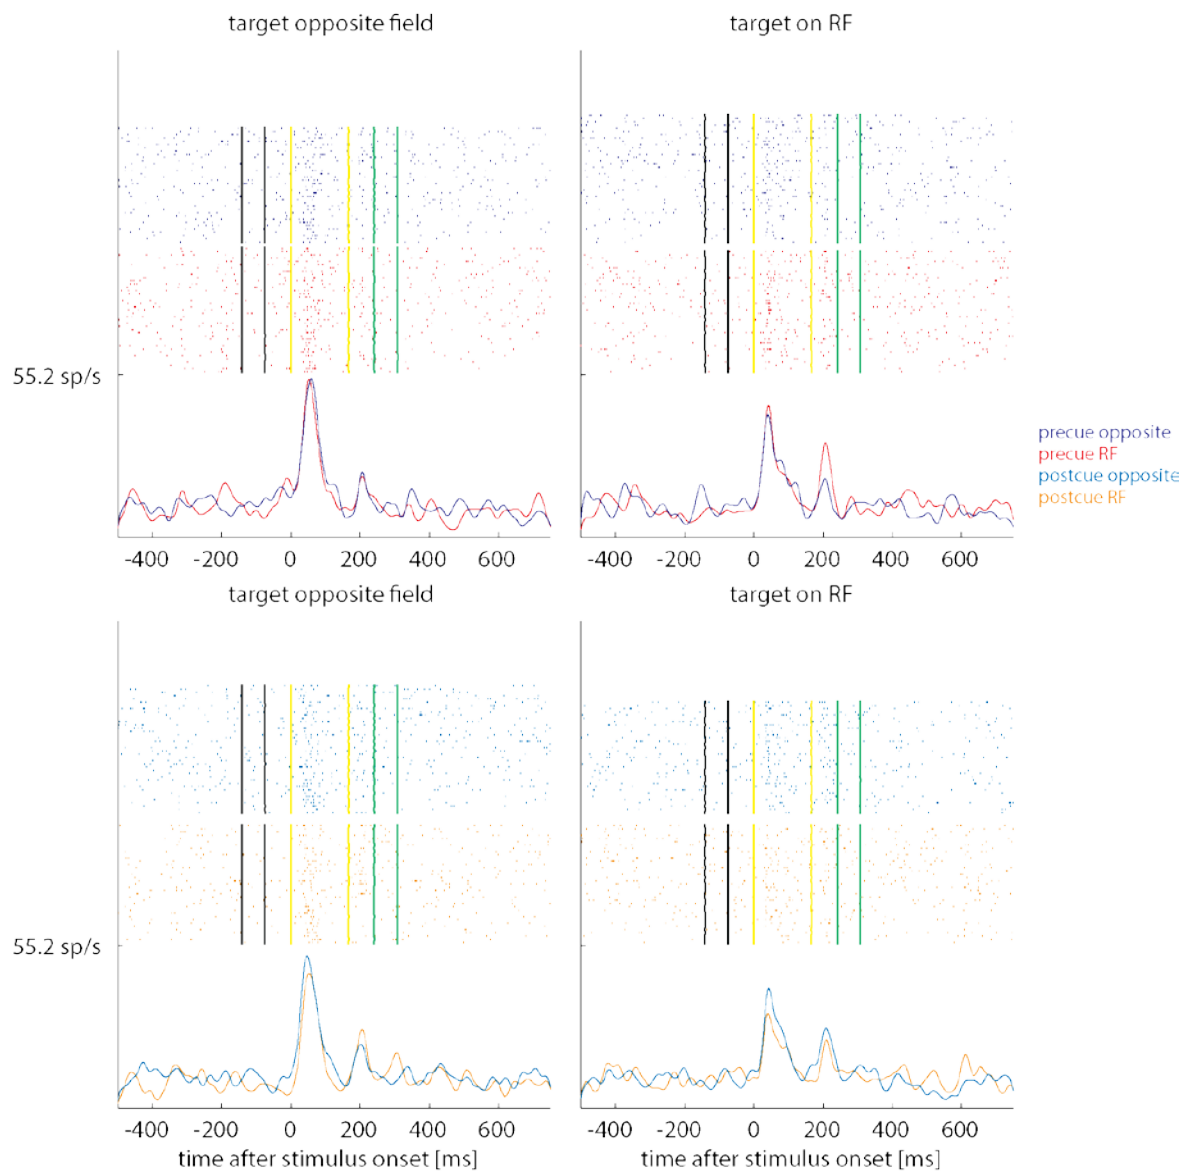 target opposite field
target on RF
55.2 sp/s
precue opposite
precue RF
postcue opposite
postcue RF
-400 -200 0 200 400 600
-400 -200 0 200 400 600
target opposite field
target on RF
55.2 sp/s
-400 -200 0 200 400 600
-400 -200 0 200 400 600
time after stimulus onset [ms]
time after stimulus onset [ms]